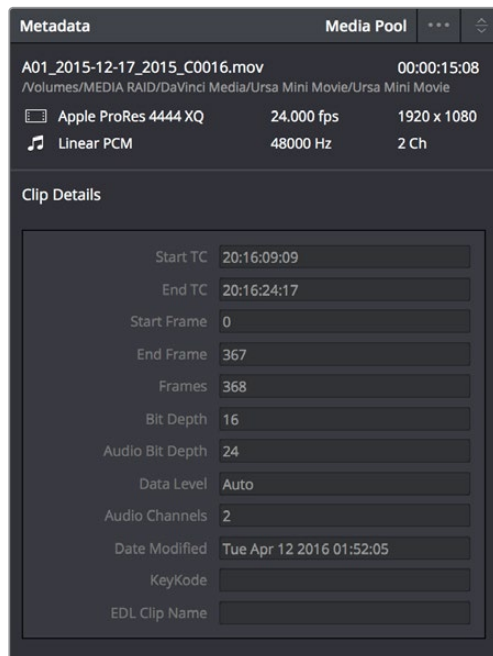 Metadata Media Pool
A01_2015-12-17_2015_C0016.mov 00:00:15:08
/Volumes/MEDIA RAID/DaVinci Media/Ursa Mini Movie/Ursa Mini Movie
Apple ProRes 4444 XQ 24.000 fps 1920 x 1080
Linear PCM 48000 Hz 2 Ch
Clip Details
Start TC 20:16:09:09
End TC 20:16:24:17
Start Frame 0
End Frame 367
Frames 368
Bit Depth 16
Audio Bit Depth 24
Data Level Auto
Audio Channels 2
Date Modified Tue Apr 12 2016 01:52:05
KeyKode
EDL Clip Name